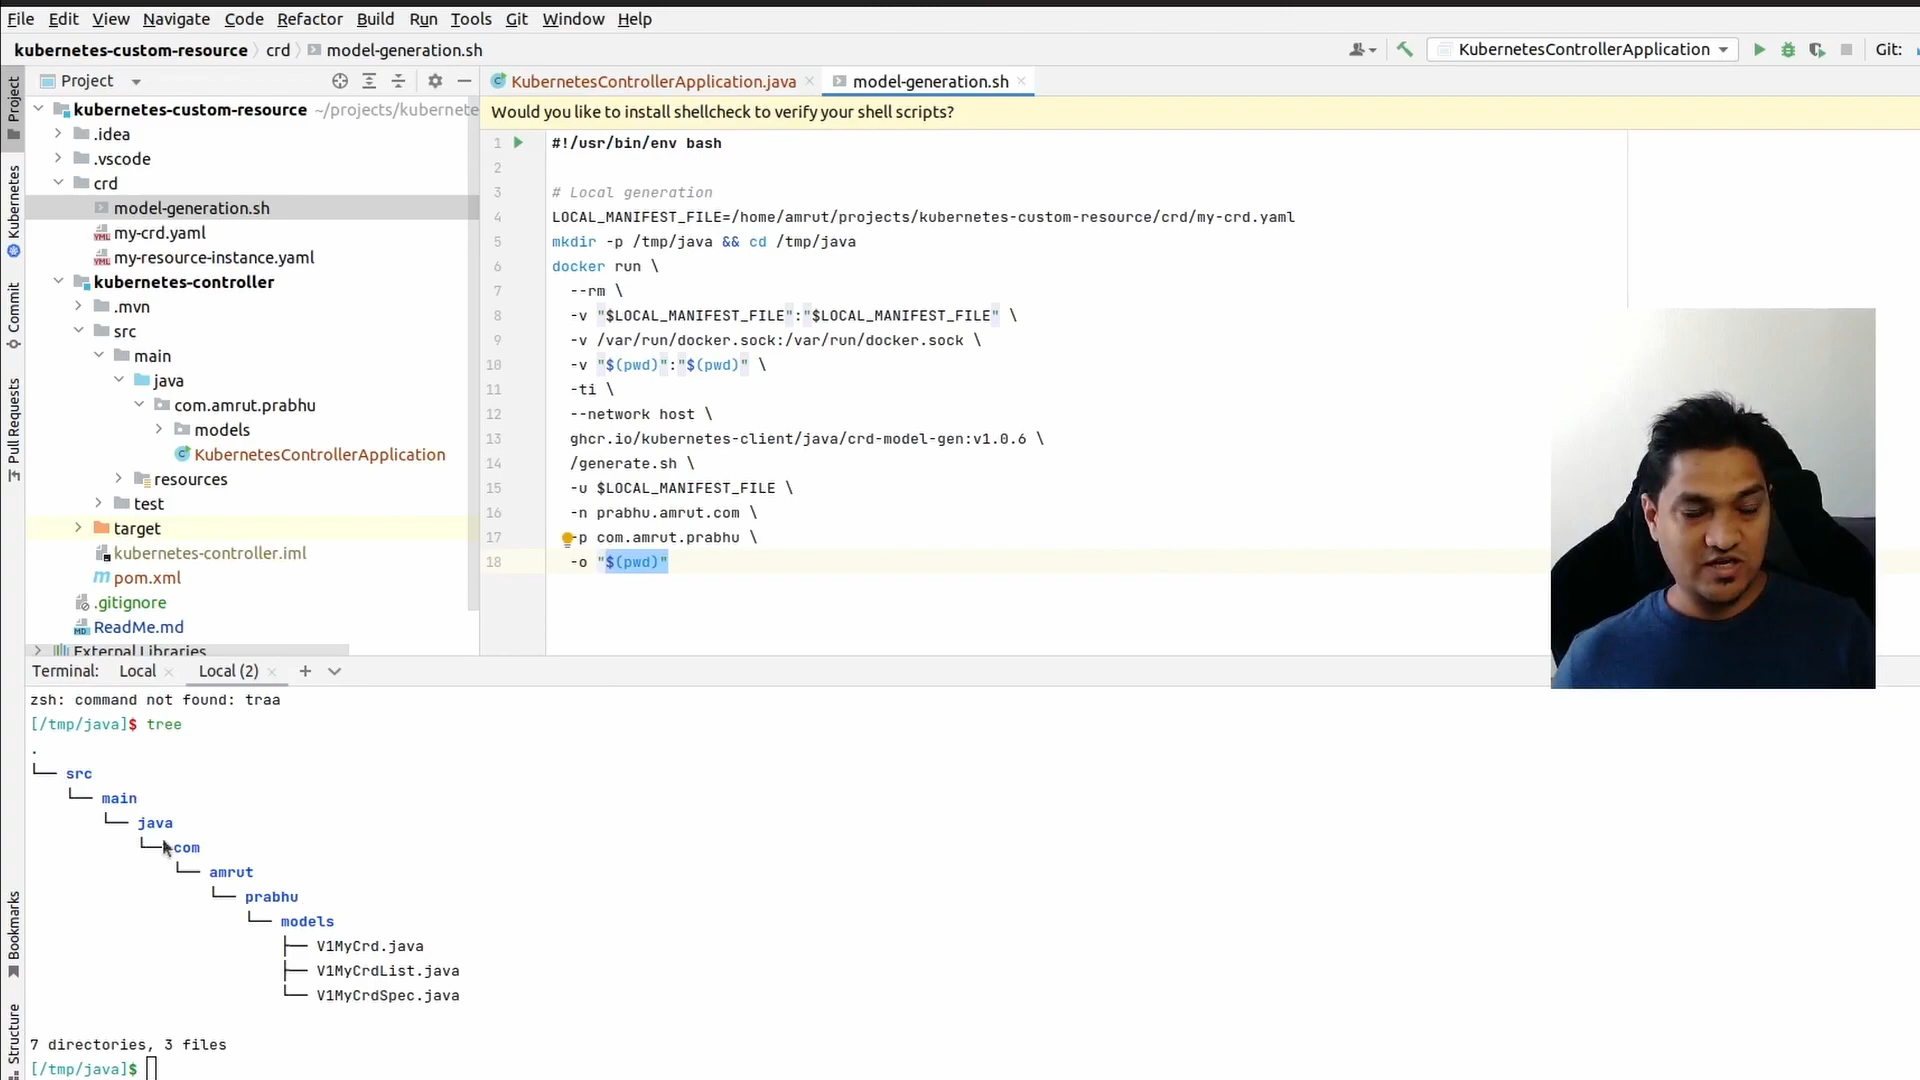 File Edit View Navigate Code Refactor Build Run Tools Git Window Help
kubernetes-custom-resource crd model-generation.sh KubernetesControllerApplication Git:
Project
KubernetesControllerApplication.java model-generation.sh
Would you like to install shellcheck to verify your shell scripts?
Project
Kubernetes
Commit
Pull Requests
Bookmarks
Structure
kubernetes-custom-resource ~/projects/kubernete
.idea
.vscode
crd
model-generation.sh
my-crd.yaml
my-resource-instance.yaml
kubernetes-controller
.mvn
src
main
java
com.amrut.prabhu
models
KubernetesControllerApplication
resources
test
target
kubernetes-controller.iml
pom.xml
.gitignore
ReadMe.md
External Libraries
1 #!/usr/bin/env bash
2
3 # Local generation
4 LOCAL_MANIFEST_FILE=/home/amrut/projects/kubernetes-custom-resource/crd/my-crd.yaml
5 mkdir -p /tmp/java && cd /tmp/java
6 docker run \
7 --rm \
8 -v "$LOCAL_MANIFEST_FILE":"$LOCAL_MANIFEST_FILE" \
9 -v /var/run/docker.sock:/var/run/docker.sock \
10 -v "$(pwd)":"$(pwd)" \
11 -ti \
12 --network host \
13 ghcr.io/kubernetes-client/java/crd-model-gen:v1.0.6 \
14 /generate.sh \
15 -u $LOCAL_MANIFEST_FILE \
16 -n prabhu.amrut.com \
17 -p com.amrut.prabhu \
18 -o "$(pwd)"
Terminal: Local Local (2)
zsh: command not found: traa
[/tmp/java]$ tree
.
└── src
└── main
└── java
└── com
└── amrut
└── prabhu
└── models
├── V1MyCrd.java
├── V1MyCrdList.java
└── V1MyCrdSpec.java
7 directories, 3 files
[/tmp/java]$